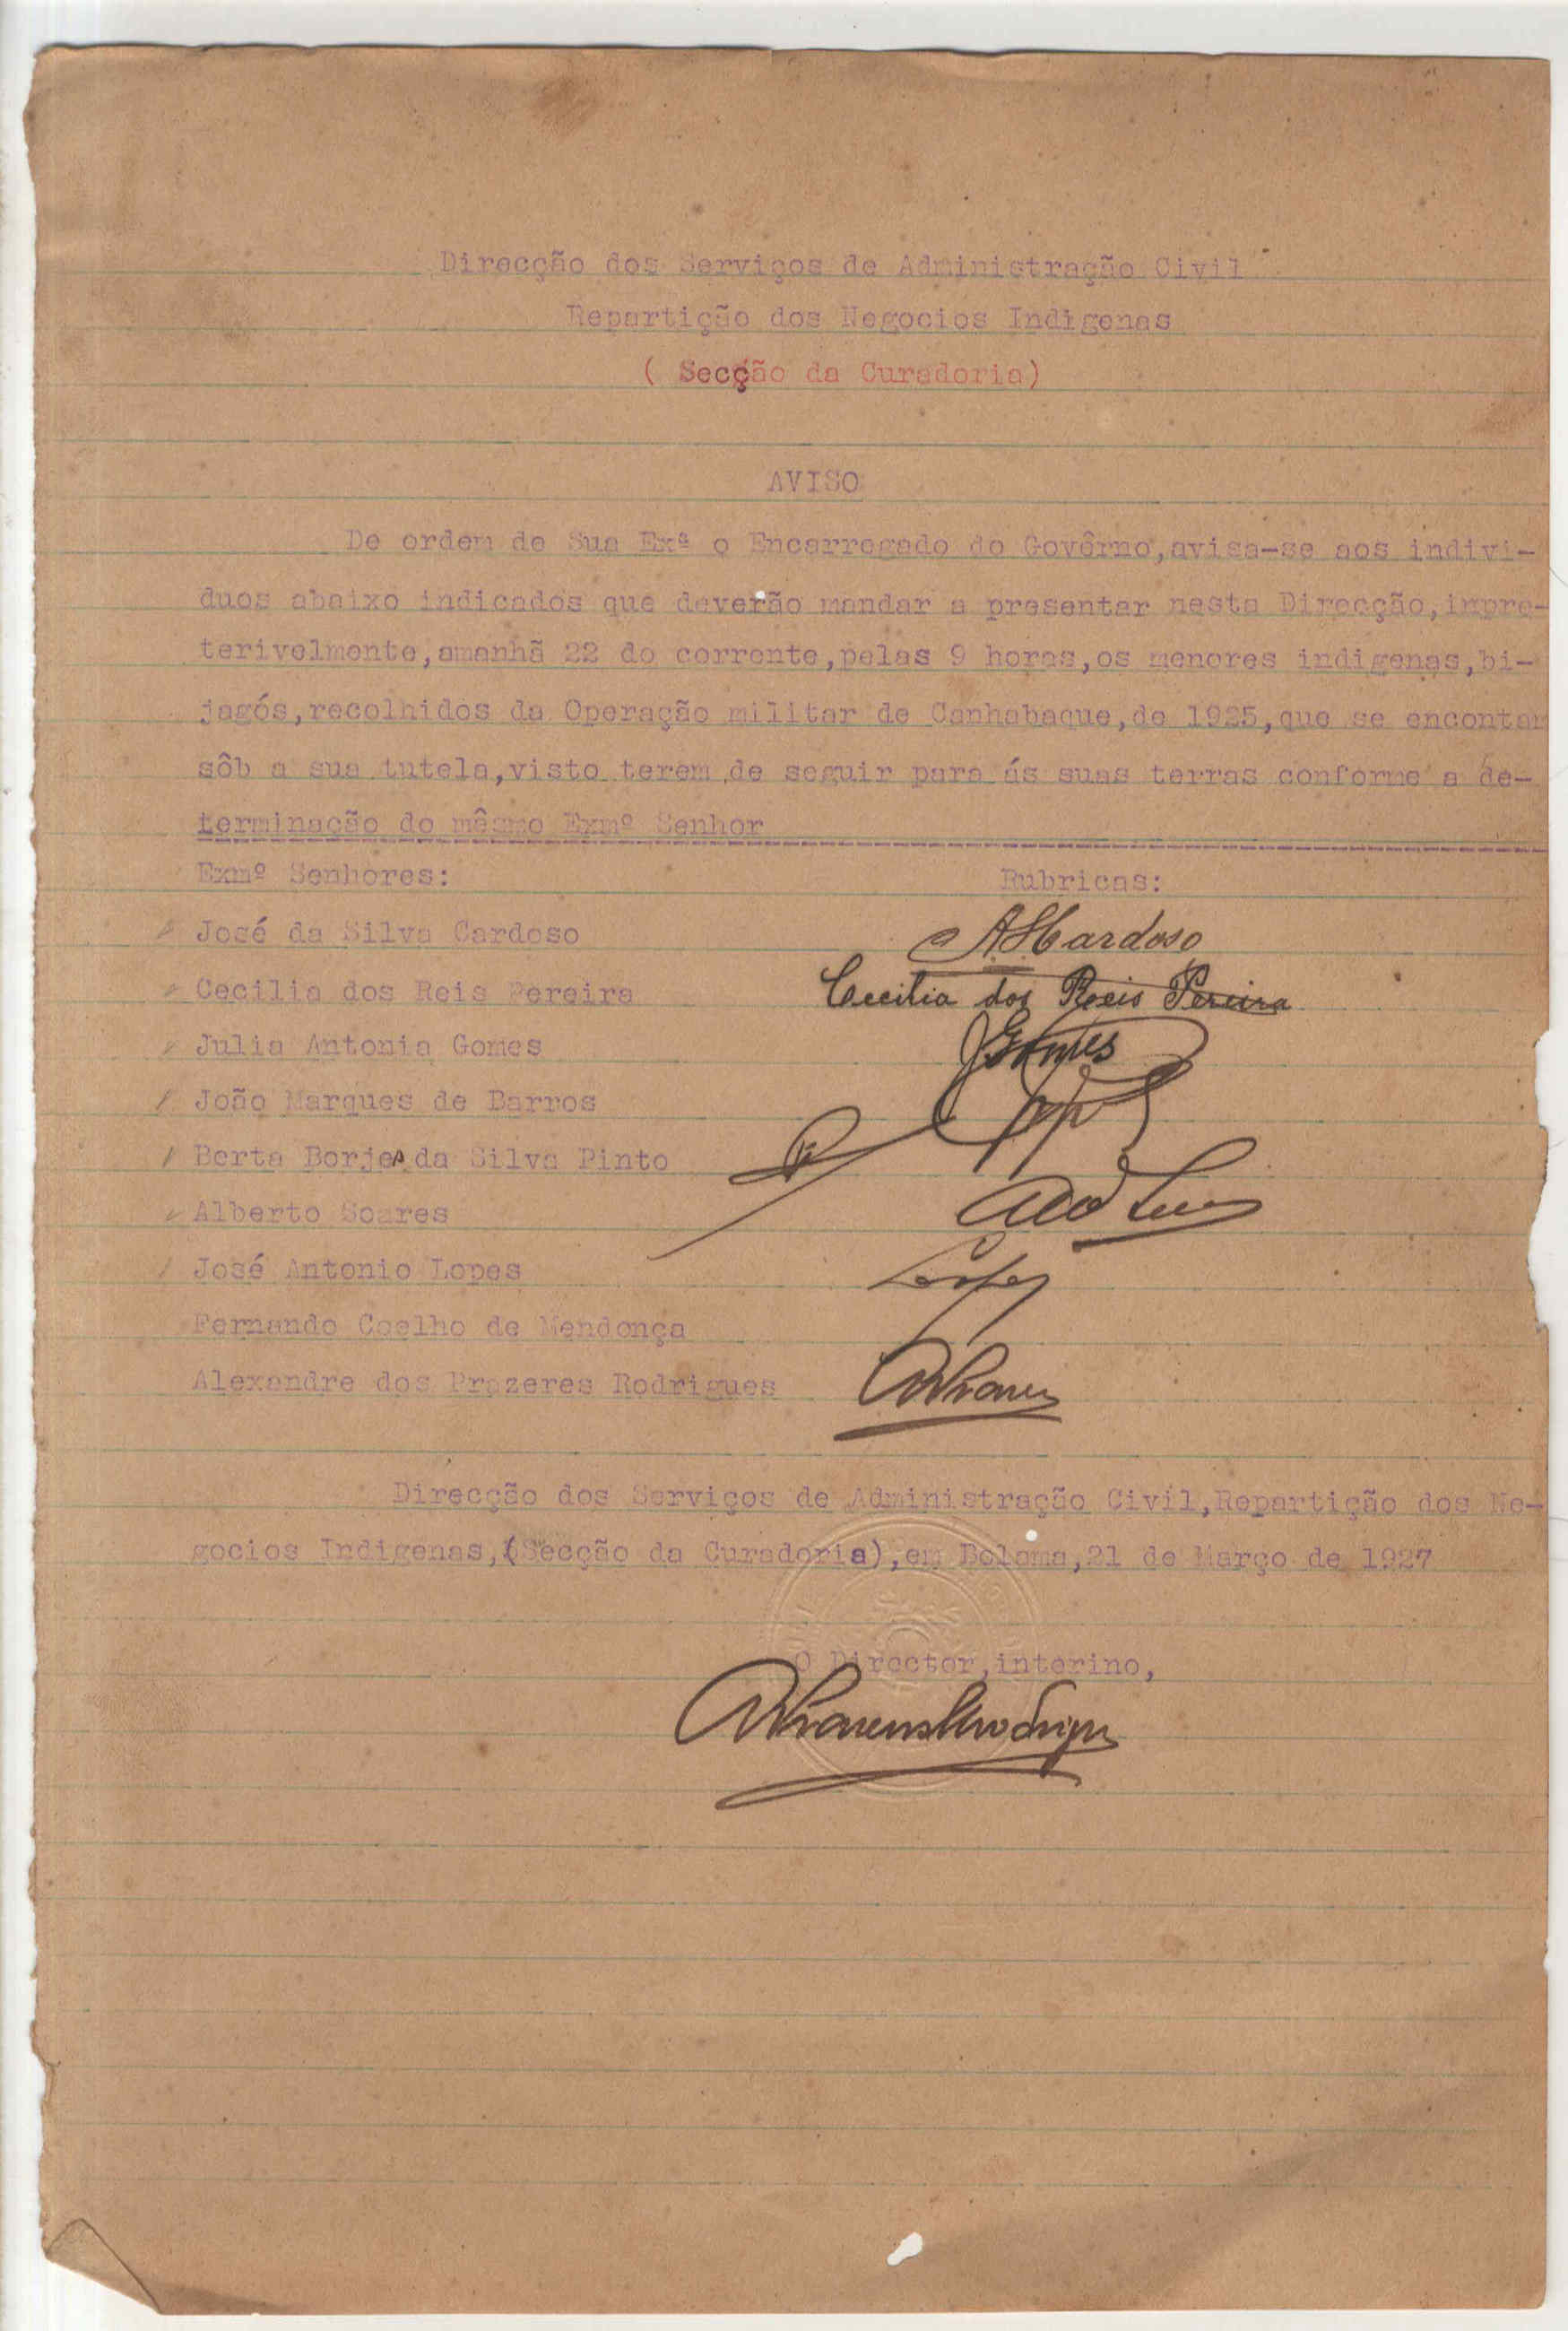 Direcção dos Serviços de Administração Civil
Repartição dos Negocios Indigenas
( Secção da Curadoria)
AVISO
De ordem de Sua Exª o Encarregado do Govêrno,avisa-se aos indivi-
duos abaixo indicados que deverão mandar a presentar nesta Direcção,impre-
terivelmente,amanhã 22 do corrente,pelas 9 horas,os menores indigenas,bi-
jagós,recolhidos da Operação militar de Canhabaque,de 1925,que se encontam
sôb a sua tutela,visto terem de seguir para ás suas terras conforme a de-
terminação do mêsmo Exmº Senhor
Exmº Senhores: Rubricas:
José da Silva Cardoso Cardoso
Cecilia dos Reis Pereira Cecilia dos Reis Pereira
Julia Antonia Gomes JGomes
João Marques de Barros
Berta Borjes da Silva Pinto
Alberto Soares
José Antonio Lopes Lopes
Fernando Coelho de Mendonça
Alexandre dos Prazeres Rodrigues
Direcção dos Serviços de Administração Civil,Repartição dos Ne-
gocios Indigenas,(Secção da Curadoria),em Bolama,21 de Março de 1927
O Director,interino,